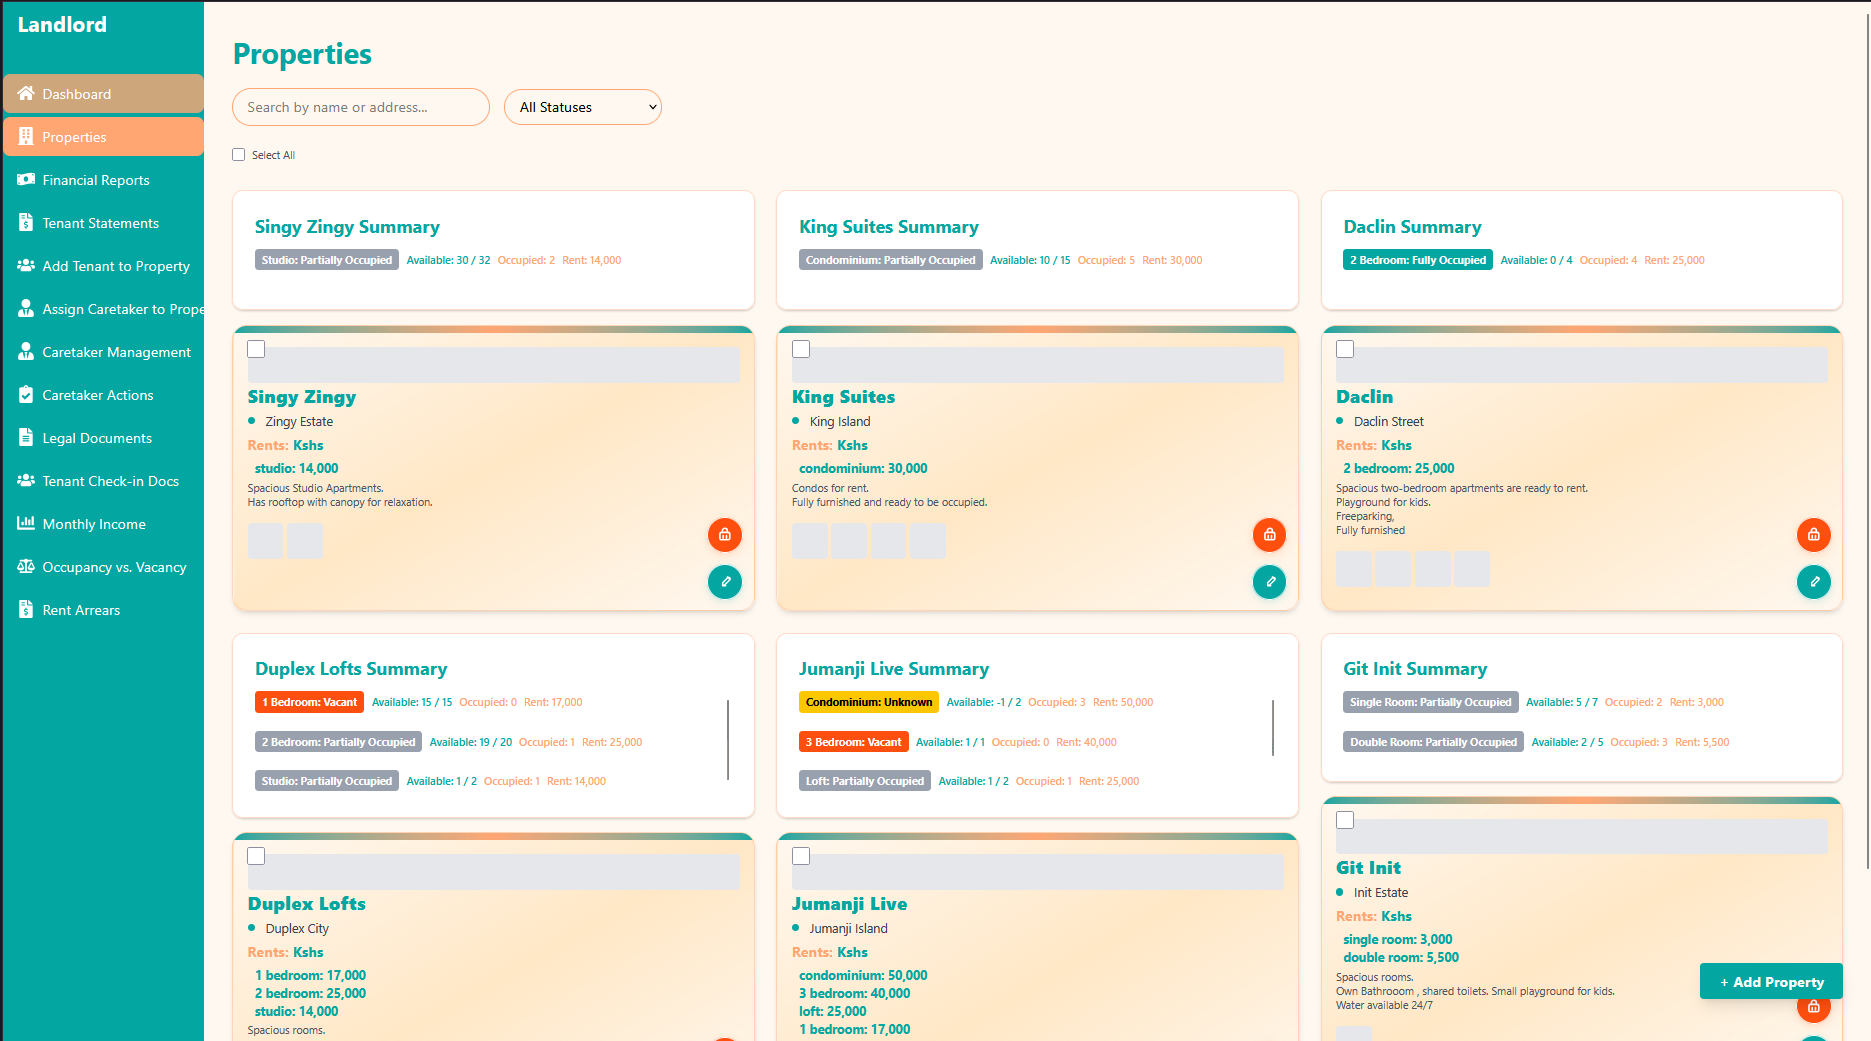 Landlord
Dashboard
Properties
Financial Reports
Tenant Statements
Add Tenant to Property
Assign Caretaker to Prope
Caretaker Management
Caretaker Actions
Legal Documents
Tenant Check-in Docs
Monthly Income
Occupancy vs. Vacancy
Rent Arrears
Properties
Search by name or address...
All Statuses
Select All
Singy Zingy Summary
Studio: Partially Occupied Available: 30 / 32 Occupied: 2 Rent: 14,000
King Suites Summary
Condominium: Partially Occupied Available: 10 / 15 Occupied: 5 Rent: 30,000
Daclin Summary
2 Bedroom: Fully Occupied Available: 0 / 4 Occupied: 4 Rent: 25,000
Singy Zingy
Zingy Estate
Rents: Kshs
studio: 14,000
Spacious Studio Apartments.
Has rooftop with canopy for relaxation.
King Suites
King Island
Rents: Kshs
condominium: 30,000
Condos for rent.
Fully furnished and ready to be occupied.
Daclin
Daclin Street
Rents: Kshs
2 bedroom: 25,000
Spacious two-bedroom apartments are ready to rent.
Playground for kids.
Freeparking,
Fully furnished
Duplex Lofts Summary
1 Bedroom: Vacant Available: 15 / 15 Occupied: 0 Rent: 17,000
2 Bedroom: Partially Occupied Available: 19 / 20 Occupied: 1 Rent: 25,000
Studio: Partially Occupied Available: 1 / 2 Occupied: 1 Rent: 14,000
Jumanji Live Summary
Condominium: Unknown Available: -1 / 2 Occupied: 3 Rent: 50,000
3 Bedroom: Vacant Available: 1 / 1 Occupied: 0 Rent: 40,000
Loft: Partially Occupied Available: 1 / 2 Occupied: 1 Rent: 25,000
Git Init Summary
Single Room: Partially Occupied Available: 5 / 7 Occupied: 2 Rent: 3,000
Double Room: Partially Occupied Available: 2 / 5 Occupied: 3 Rent: 5,500
Duplex Lofts
Duplex City
Rents: Kshs
1 bedroom: 17,000
2 bedroom: 25,000
studio: 14,000
Spacious rooms.
Jumanji Live
Jumanji Island
Rents: Kshs
condominium: 50,000
3 bedroom: 40,000
loft: 25,000
1 bedroom: 17,000
Git Init
Init Estate
Rents: Kshs
single room: 3,000
double room: 5,500
Spacious rooms.
Own Bathrooom , shared toilets. Small playground for kids.
Water available 24/7
+ Add Property